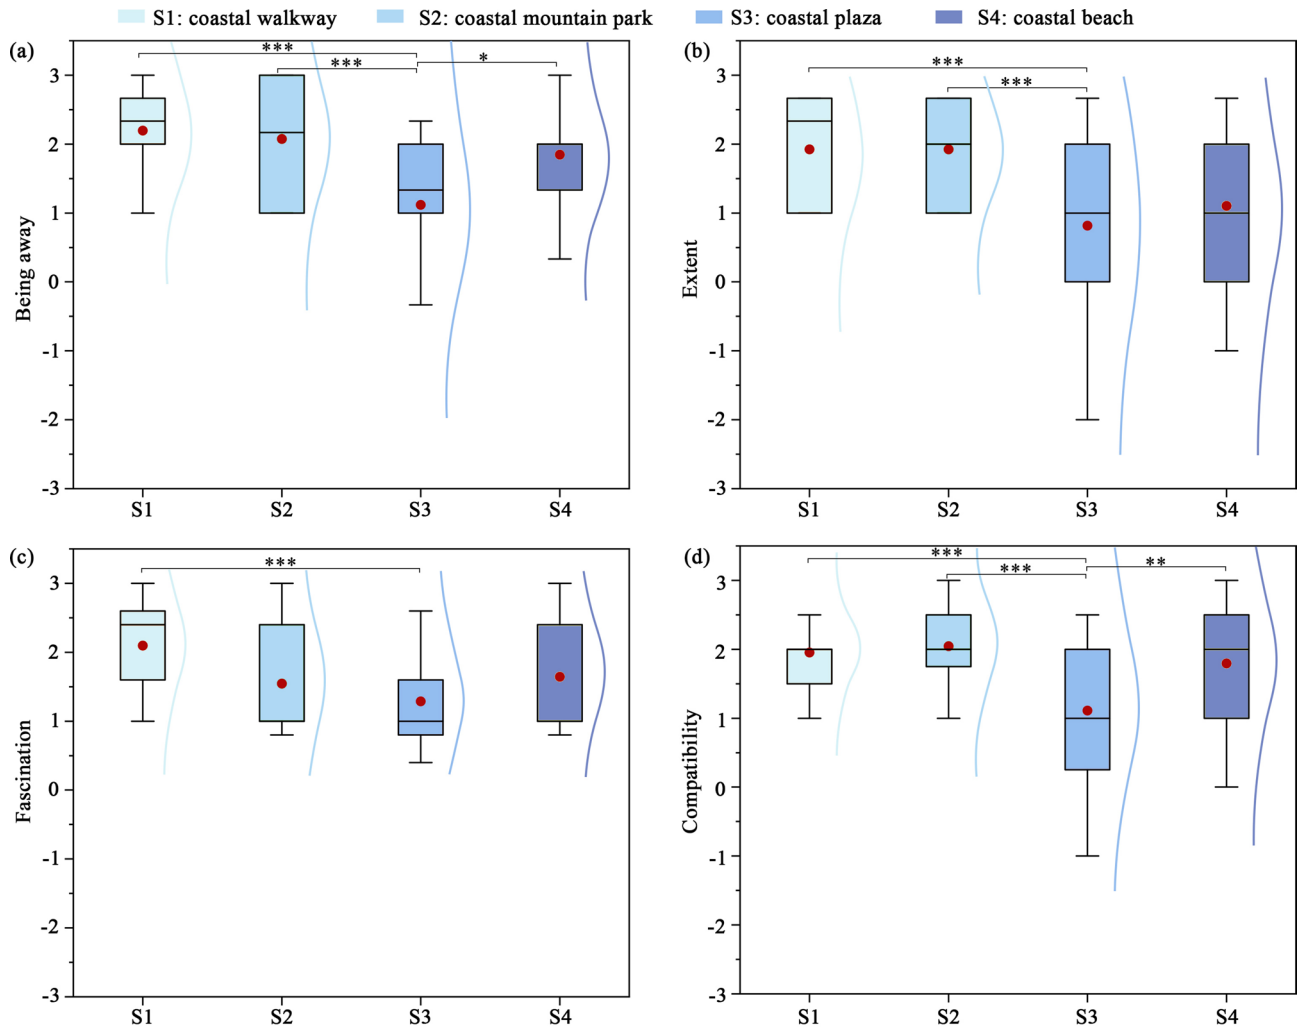 S1: coastal walkway S2: coastal mountain park S3: coastal plaza S4: coastal beach
(a)
*** *** *
3
2
1
0
-1
-2
-3
Being away
S1 S2 S3 S4
(b)
*** ***
3
2
1
0
-1
-2
-3
Extent
S1 S2 S3 S4
(c)
***
3
2
1
0
-1
-2
-3
Fascination
S1 S2 S3 S4
(d)
*** *** **
3
2
1
0
-1
-2
-3
Compatibility
S1 S2 S3 S4